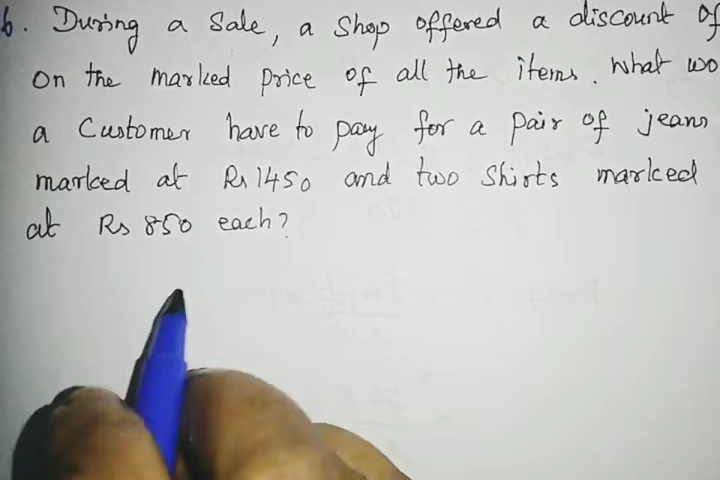 6. During a Sale, a Shop offered a discount of
on the marked price of all the items. What wo
a Customer have to pay for a pair of jeans
marked at Rs 1450 and two Shirts marked
at Rs 850 each?